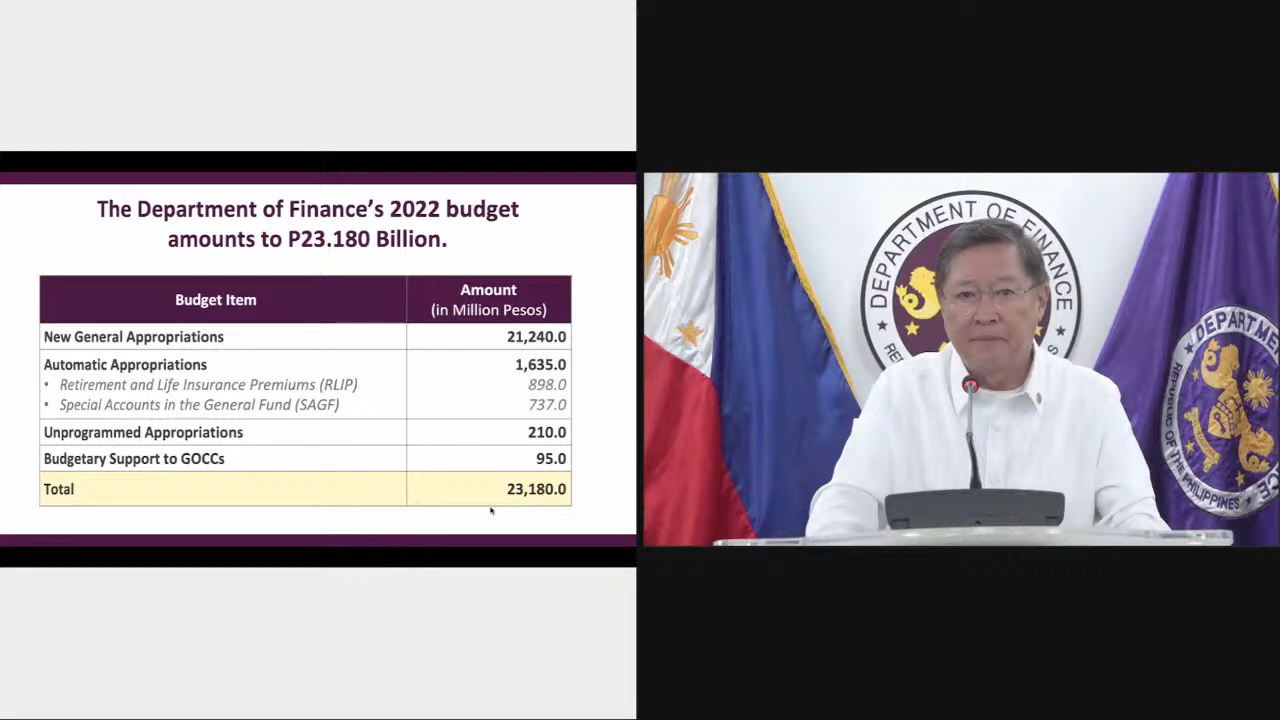 The Department of Finance's 2022 budget
amounts to P23.180 Billion.
Budget Item
Amount
(in Million Pesos)
New General Appropriations
21,240.0
Automatic Appropriations
1,635.0
• Retirement and Life Insurance Premiums (RLIP)
898.0
• Special Accounts in the General Fund (SAGF)
737.0
Unprogrammed Appropriations
210.0
Budgetary Support to GOCCs
95.0
Total
23,180.0
DEPARTMENT OF FINANCE
DEPARTME
REPUBLIC OF THE PHILIPPINES